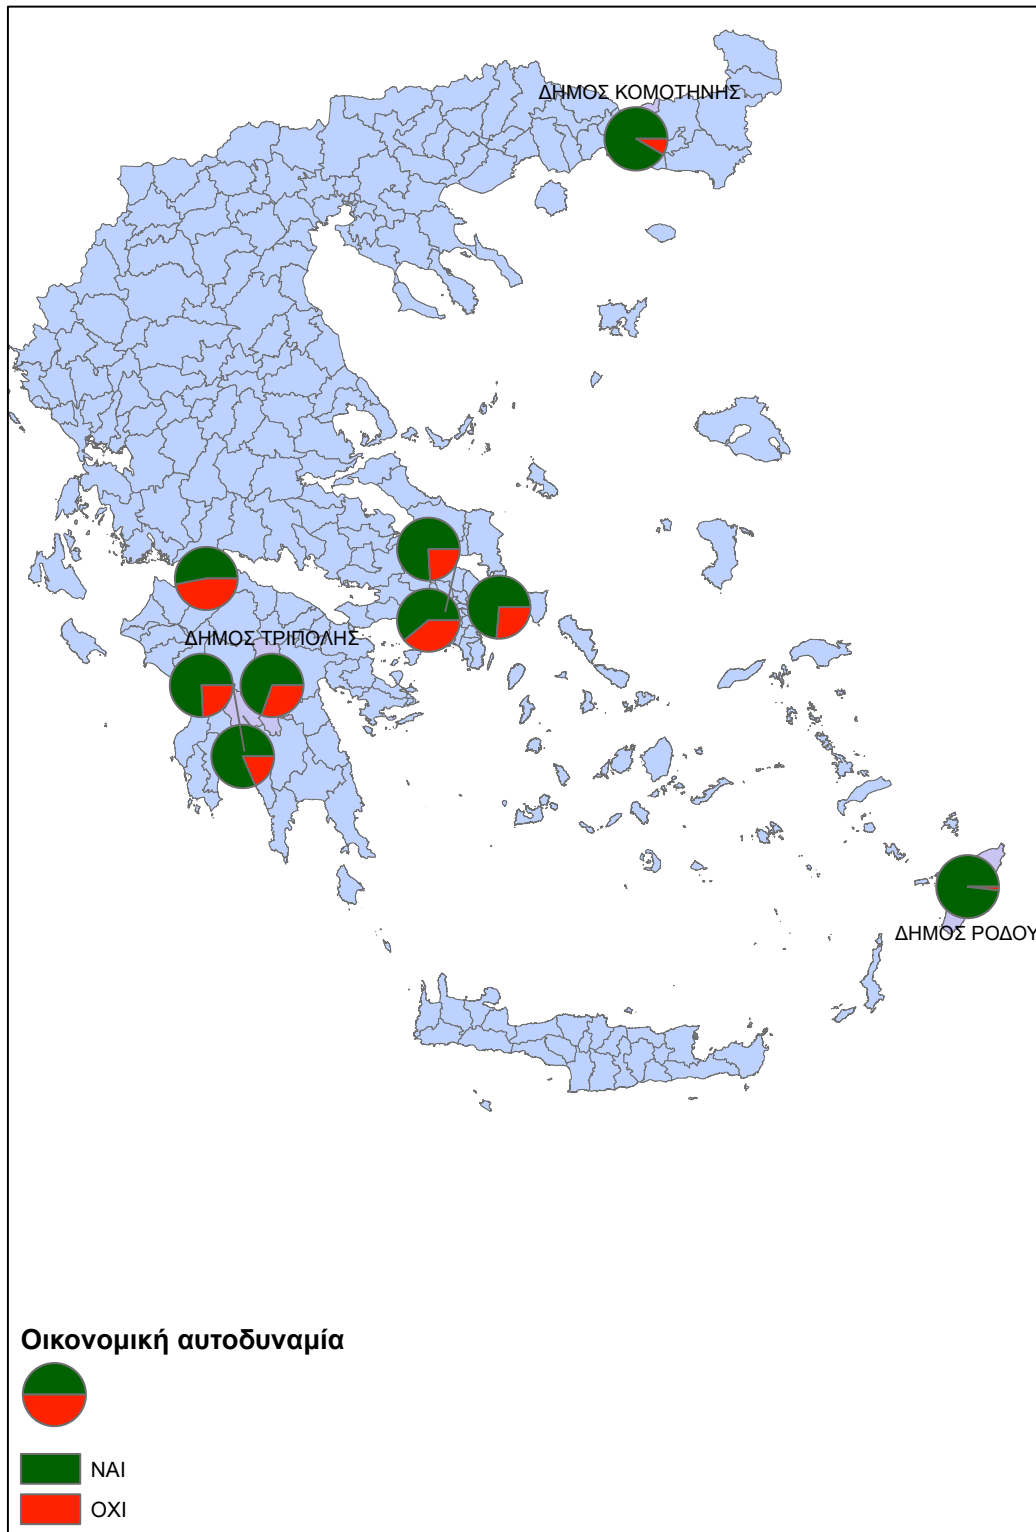 ΔΗΜΟΣ ΚΟΜΟΤΗΝΗΣ
ΔΗΜΟΣ ΤΡΙΠΟΛΗΣ
ΔΗΜΟΣ ΡΟΔΟΥ
Οικονομική αυτοδυναμία
ΝΑΙ
ΟΧΙ